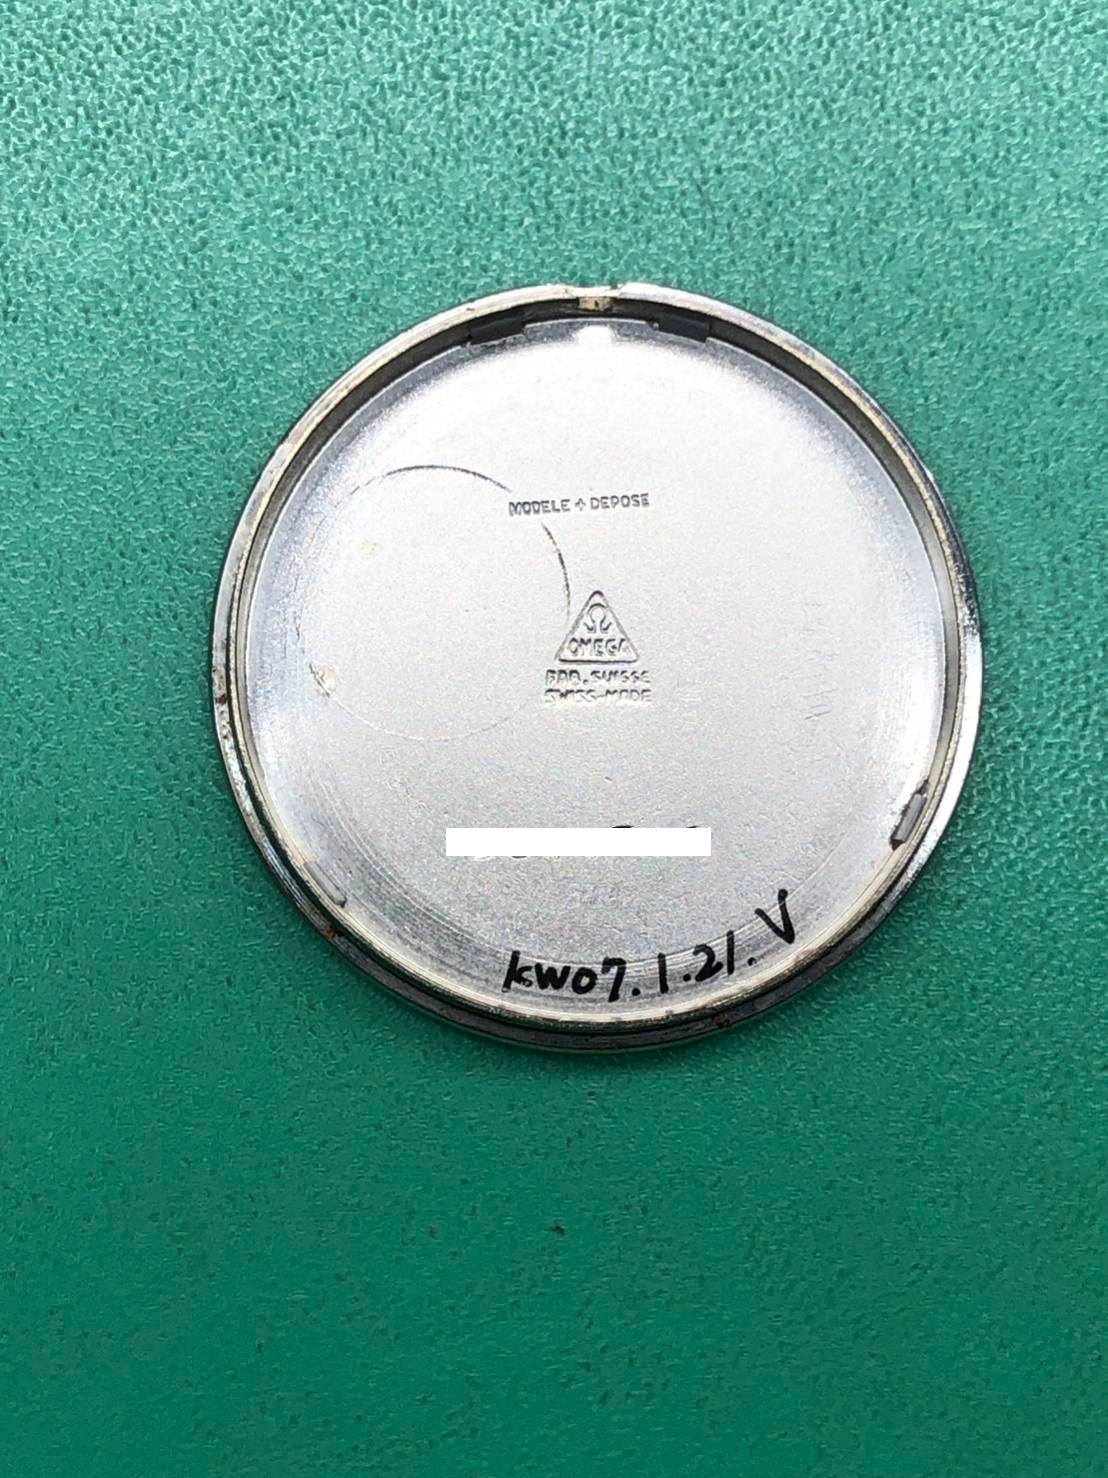 MODELE + DEPOSE
Ω
OMEGA
FAB. SUISSE
SWISS-MADE
kw07.1.21.V